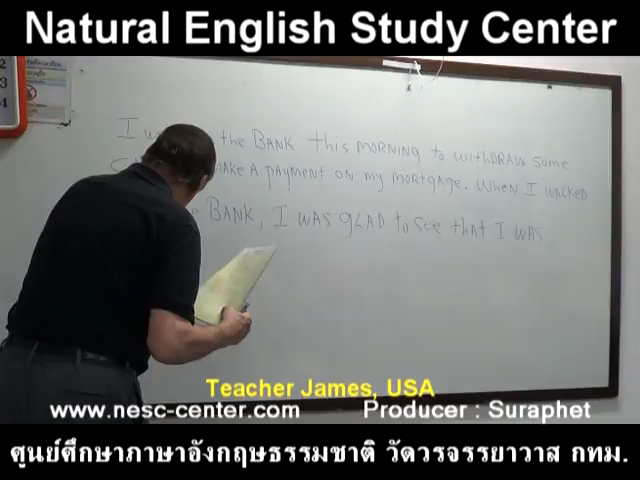 Natural English Study Center
2
3
4
I the BANK this MORNING to withDRAW some
MAKE A PAYMENT ON MY MORTGAGE. WhEN I WALKED
BANK, I WAS GLAD to SEE that I WAS
Teacher James, USA
www.nesc-center.com Producer : Suraphet
ศูนย์ศึกษาภาษาอังกฤษธรรมชาติ วัดวรจรรยาวาส กทม.